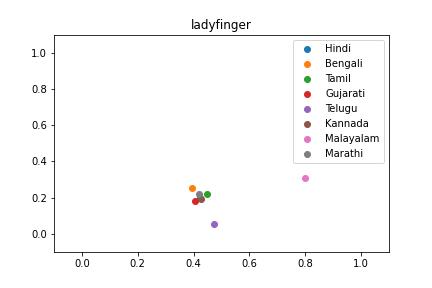 ladyfinger
1.0
0.8
0.6
0.4
0.2
0.0
0.0 0.2 0.4 0.6 0.8 1.0
Hindi
Bengali
Tamil
Gujarati
Telugu
Kannada
Malayalam
Marathi